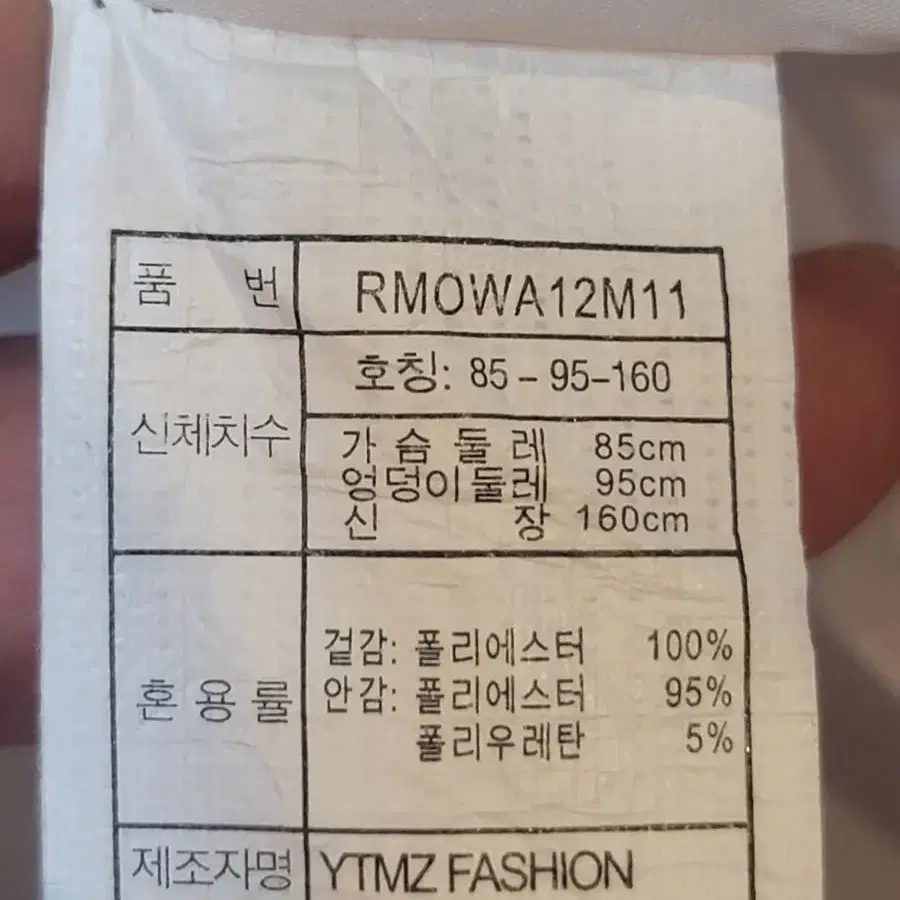 품 번 RMOWA12M11
호칭: 85 - 95-160
신체치수
가 슴 둘 레 85cm
엉덩이둘레 95cm
신 장 160cm
겉감: 폴리에스터 100%
혼 용 률 안감: 폴리에스터 95%
폴리우레탄 5%
제조자명 YTMZ FASHION